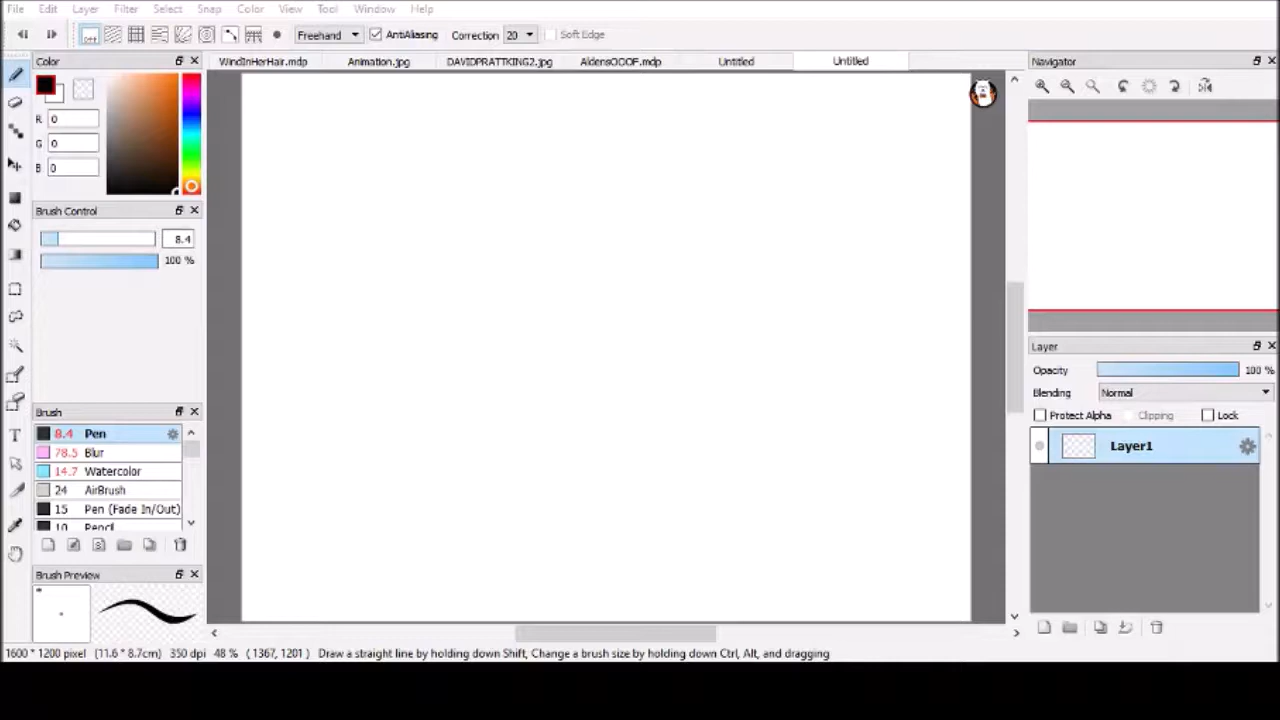 File Edit Layer Filter Select Snap Color View Tool Window Help
Off Freehand AntiAliasing Correction 20 Soft Edge
Color
WindInHerHair.mdp Animation.jpg DAVIDPRATTKING2.jpg AldensOOOF.mdp Untitled Untitled
Navigator
R 0
G 0
B 0
Brush Control
8.4
100 %
Layer
Opacity 100 %
Blending Normal
Protect Alpha Clipping Lock
Layer1
Brush
8.4 Pen
78.5 Blur
14.7 Watercolor
24 AirBrush
15 Pen (Fade In/Out)
10 Pencil
Brush Preview
T
1600 * 1200 pixel (11.6 * 8.7cm) 350 dpi 48 % ( 1367, 1201 ) Draw a straight line by holding down Shift, Change a brush size by holding down Ctrl, Alt, and dragging